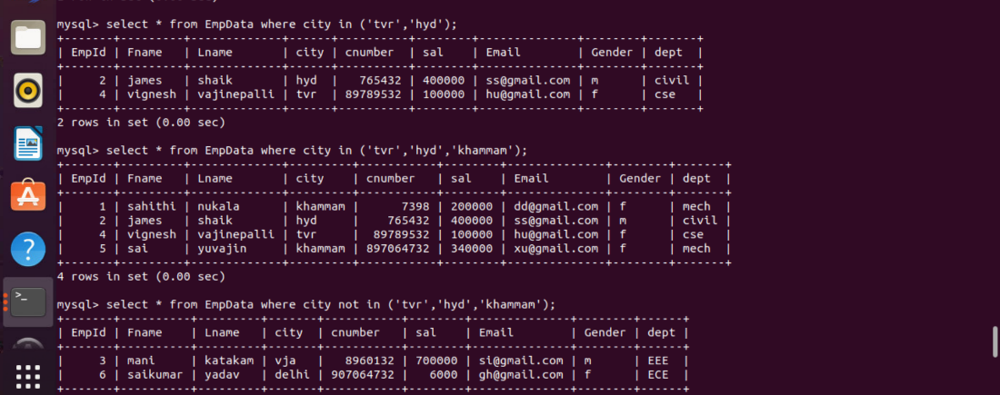 mysql> select * from EmpData where city in ('tvr','hyd');
+-------+---------+-------------+------+----------+--------+--------------+--------+-------+
| EmpId | Fname   | Lname       | city | cnumber  | sal    | Email        | Gender | dept  |
+-------+---------+-------------+------+----------+--------+--------------+--------+-------+
|     2 | james   | shaik       | hyd  |   765432 | 400000 | ss@gmail.com | m      | civil |
|     4 | vignesh | vajinepalli | tvr  | 89789532 | 100000 | hu@gmail.com | f      | cse   |
+-------+---------+-------------+------+----------+--------+--------------+--------+-------+
2 rows in set (0.00 sec)
mysql> select * from EmpData where city in ('tvr','hyd','khammam');
+-------+---------+-------------+---------+-----------+--------+--------------+--------+-------+
| EmpId | Fname   | Lname       | city    | cnumber   | sal    | Email        | Gender | dept  |
+-------+---------+-------------+---------+-----------+--------+--------------+--------+-------+
|     1 | sahithi | nukala      | khammam |      7398 | 200000 | dd@gmail.com | f      | mech  |
|     2 | james   | shaik       | hyd     |    765432 | 400000 | ss@gmail.com | m      | civil |
|     4 | vignesh | vajinepalli | tvr     |  89789532 | 100000 | hu@gmail.com | f      | cse   |
|     5 | sai     | yuvajin     | khammam | 897064732 | 340000 | xu@gmail.com | f      | mech  |
+-------+---------+-------------+---------+-----------+--------+--------------+--------+-------+
4 rows in set (0.00 sec)
mysql> select * from EmpData where city not in ('tvr','hyd','khammam');
+-------+----------+---------+-------+-----------+--------+--------------+--------+------+
| EmpId | Fname    | Lname   | city  | cnumber   | sal    | Email        | Gender | dept |
+-------+----------+---------+-------+-----------+--------+--------------+--------+------+
|     3 | mani     | katakam | vja   |   8960132 | 700000 | si@gmail.com | m      | EEE  |
|     6 | saikumar | yadav   | delhi | 907064732 |   6000 | gh@gmail.com | f      | ECE  |
+-------+----------+---------+-------+-----------+--------+--------------+--------+------+